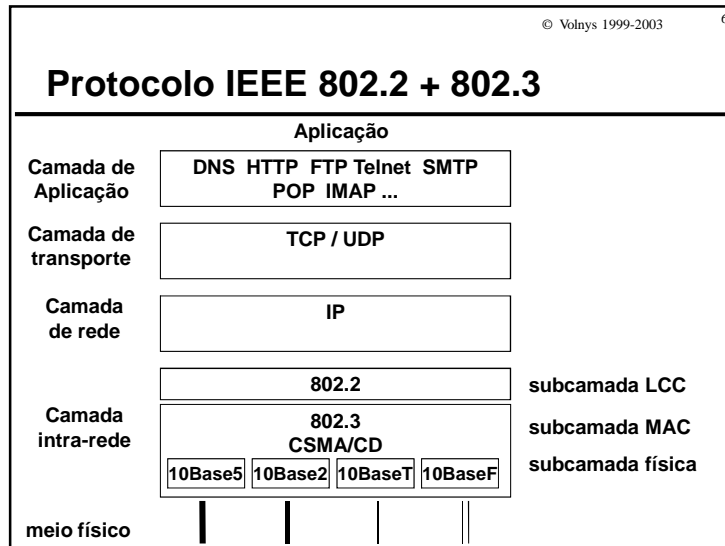 © Volnys 1999-2003
6
Protocolo IEEE 802.2 + 802.3
Aplicação
Camada de
Aplicação
DNS HTTP FTP Telnet SMTP
POP IMAP ...
Camada de
transporte
TCP / UDP
Camada
de rede
IP
802.2
subcamada LCC
Camada
intra-rede
802.3
CSMA/CD
subcamada MAC
10Base5 10Base2 10BaseT 10BaseF
subcamada física
meio físico